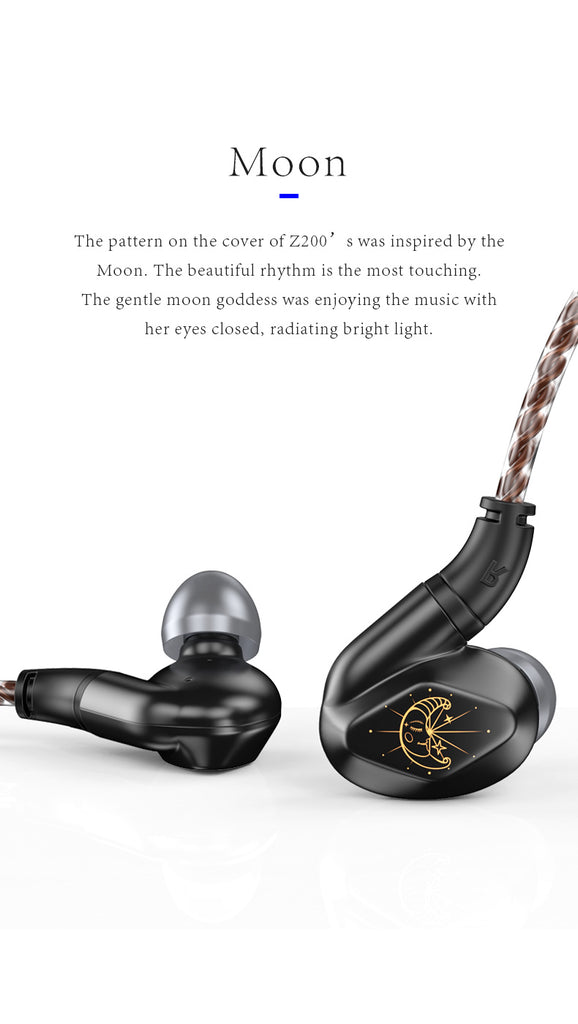 Moon
The pattern on the cover of Z200’s was inspired by the
Moon. The beautiful rhythm is the most touching.
The gentle moon goddess was enjoying the music with
her eyes closed, radiating bright light.